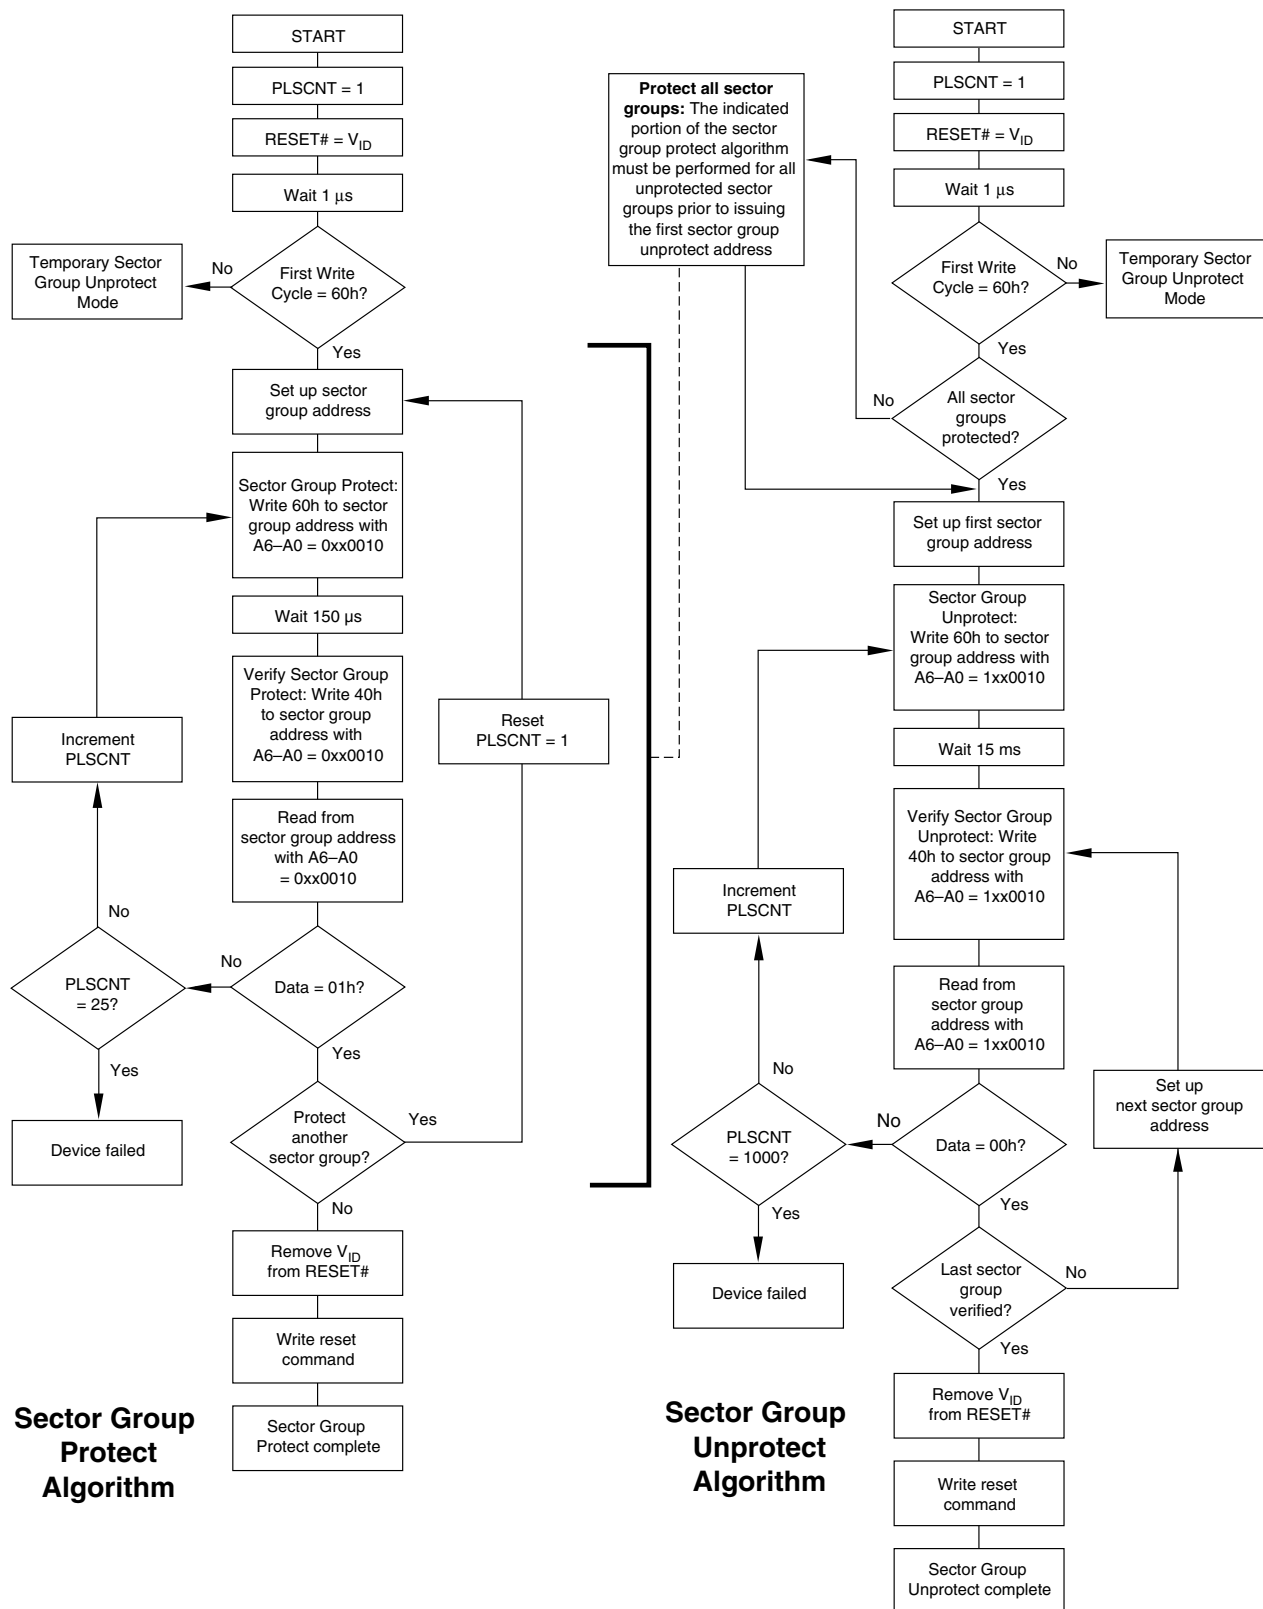 START
PLSCNT = 1
RESET# = VID
Wait 1 μs
First Write
Cycle = 60h?
No
Temporary Sector
Group Unprotect
Mode
Yes
Set up sector
group address
Sector Group Protect:
Write 60h to sector
group address with
A6–A0 = 0xx0010
Wait 150 μs
Verify Sector Group
Protect: Write 40h
to sector group
address with
A6–A0 = 0xx0010
Read from
sector group address
with A6–A0
= 0xx0010
Data = 01h?
No
PLSCNT
= 25?
No
Increment
PLSCNT
Yes
Device failed
Yes
Protect
another
sector group?
Yes
Reset
PLSCNT = 1
No
Remove VID
from RESET#
Write reset
command
Sector Group
Protect complete
Sector Group
Protect
Algorithm
Protect all sector
groups: The indicated
portion of the sector
group protect algorithm
must be performed for all
unprotected sector
groups prior to issuing
the first sector group
unprotect address
START
PLSCNT = 1
RESET# = VID
Wait 1 μs
First Write
Cycle = 60h?
No
Temporary Sector
Group Unprotect
Mode
Yes
All sector
groups
protected?
No
Yes
Set up first sector
group address
Sector Group
Unprotect:
Write 60h to sector
group address with
A6–A0 = 1xx0010
Wait 15 ms
Verify Sector Group
Unprotect: Write
40h to sector group
address with
A6–A0 = 1xx0010
Read from
sector group
address with
A6–A0 = 1xx0010
Data = 00h?
No
PLSCNT
= 1000?
No
Increment
PLSCNT
Yes
Device failed
Yes
Last sector
group
verified?
No
Set up
next sector group
address
Yes
Remove VID
from RESET#
Write reset
command
Sector Group
Unprotect complete
Sector Group
Unprotect
Algorithm